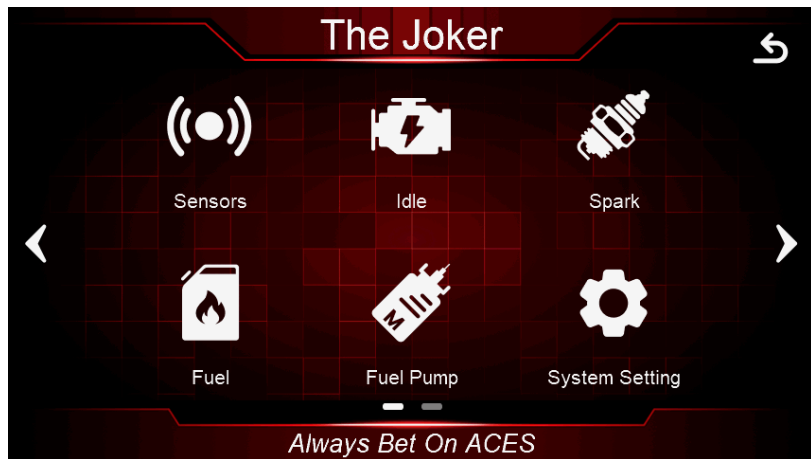 The Joker
Sensors
Idle
Spark
Fuel
Fuel Pump
System Setting
M
Always Bet On ACES